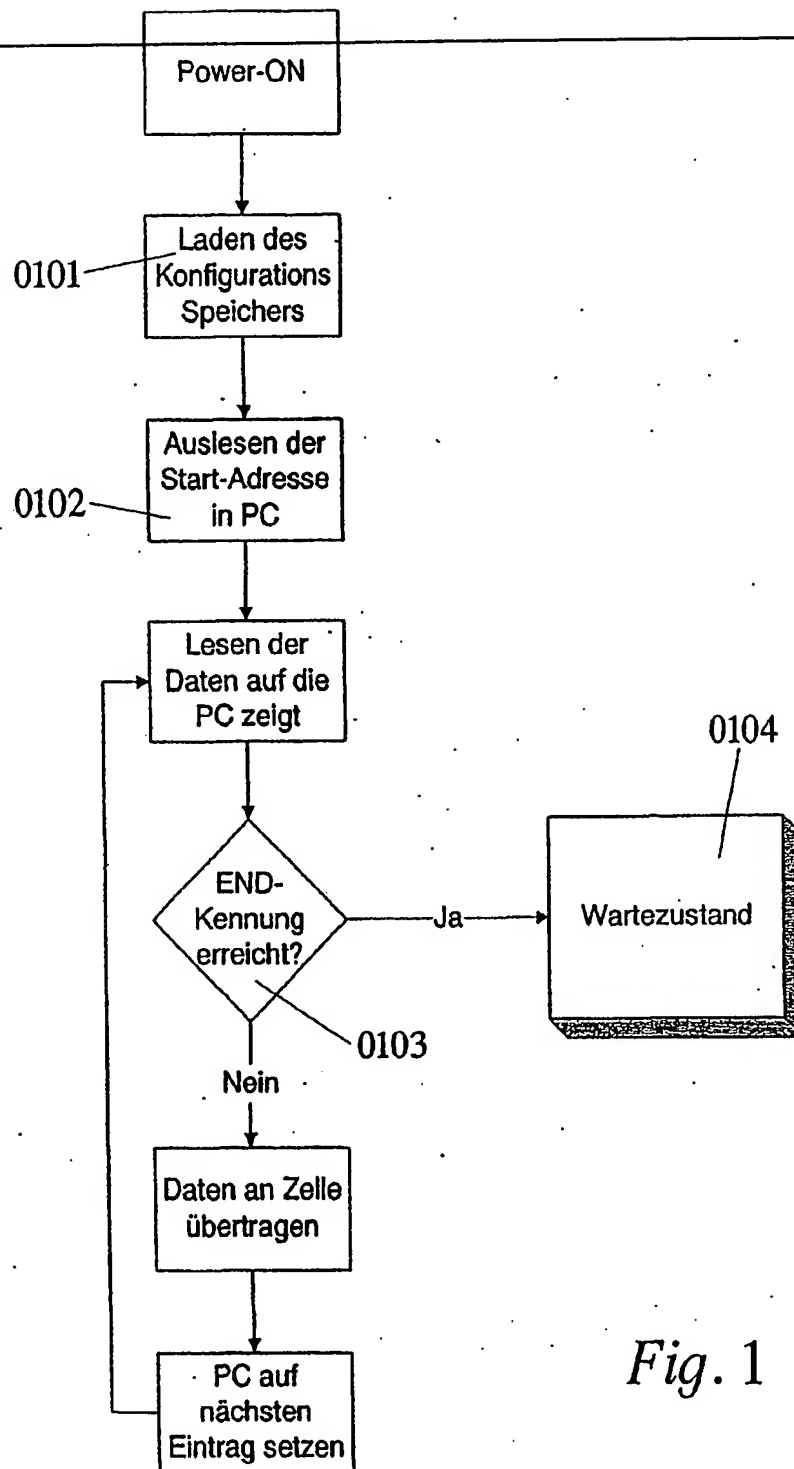 Power-ON
0101
Laden des
Konfigurations
Speichers
0102
Auslesen der
Start-Adresse
in PC
Lesen der
Daten auf die
PC zeigt
0104
END-
Kennung
erreicht?
Ja
Wartezustand
0103
Nein
Daten an Zelle
übertragen
PC auf
nächsten
Eintrag setzen
Fig. 1